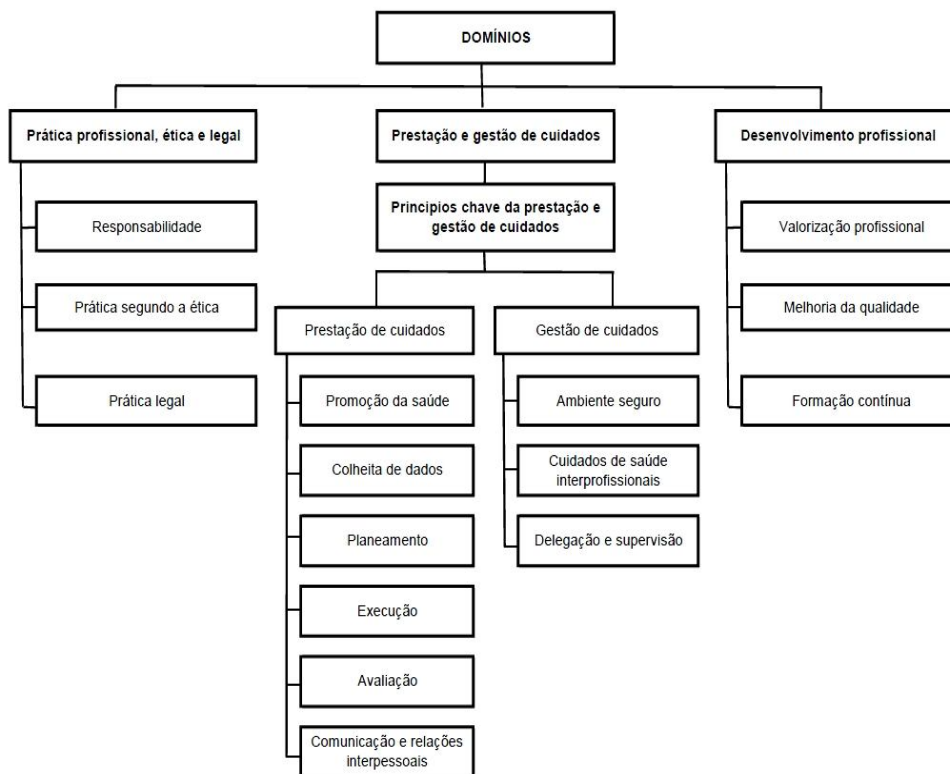 DOMÍNIOS
Prática profissional, ética e legal
Responsabilidade
Prática segundo a ética
Prática legal
Prestação e gestão de cuidados
Principios chave da prestação e
gestão de cuidados
Prestação de cuidados
Promoção da saúde
Colheita de dados
Planeamento
Execução
Avaliação
Comunicação e relações
interpessoais
Gestão de cuidados
Ambiente seguro
Cuidados de saúde
interprofissionais
Delegação e supervisão
Desenvolvimento profissional
Valorização profissional
Melhoria da qualidade
Formação contínua